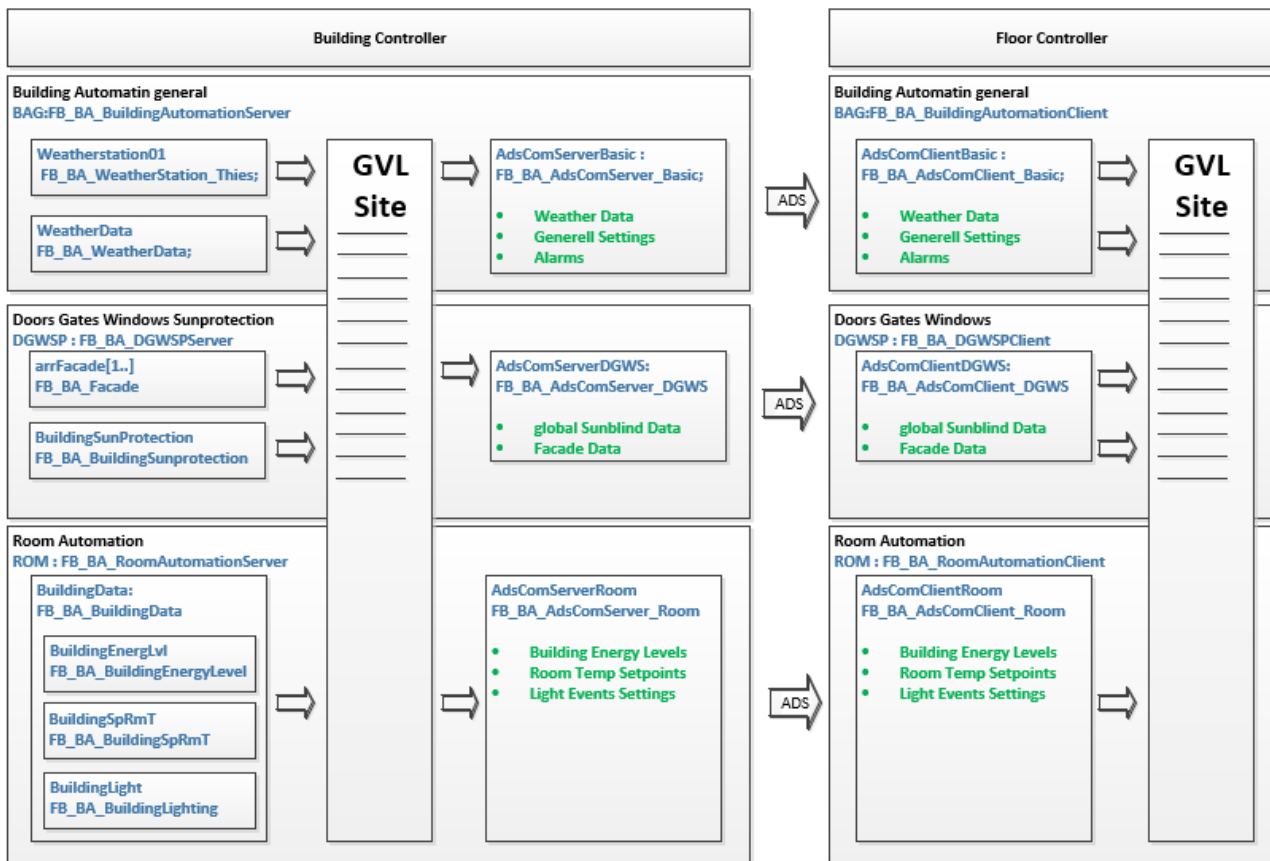 Building Controller
Floor Controller
Building Automatin general
BAG:FB_BA_BuildingAutomationServer
Weatherstation01
FB_BA_WeatherStation_Thies;
WeatherData
FB_BA_WeatherData;
GVL
Site
AdsComServerBasic :
FB_BA_AdsComServer_Basic;
• Weather Data
• Generell Settings
• Alarms
ADS
Building Automatin general
BAG:FB_BA_BuildingAutomationClient
AdsComClientBasic :
FB_BA_AdsComClient_Basic;
• Weather Data
• Generell Settings
• Alarms
GVL
Site
Doors Gates Windows Sunprotection
DGWSP : FB_BA_DGWSPServer
arrFacade[1..]
FB_BA_Facade
BuildingSunProtection
FB_BA_BuildingSunprotection
AdsComServerDGWS:
FB_BA_AdsComServer_DGWS
• global Sunblind Data
• Facade Data
ADS
Doors Gates Windows
DGWSP : FB_BA_DGWSPClient
AdsComClientDGWS:
FB_BA_AdsComClient_DGWS
• global Sunblind Data
• Facade Data
Room Automation
ROM : FB_BA_RoomAutomationServer
BuildingData:
FB_BA_BuildingData
BuildingEnergLvl
FB_BA_BuildingEnergyLevel
BuildingSpRmT
FB_BA_BuildingSpRmT
BuildingLight
FB_BA_BuildingLighting
AdsComServerRoom
FB_BA_AdsComServer_Room
• Building Energy Levels
• Room Temp Setpoints
• Light Events Settings
ADS
Room Automation
ROM : FB_BA_RoomAutomationClient
AdsComClientRoom
FB_BA_AdsComClient_Room
• Building Energy Levels
• Room Temp Setpoints
• Light Events Settings